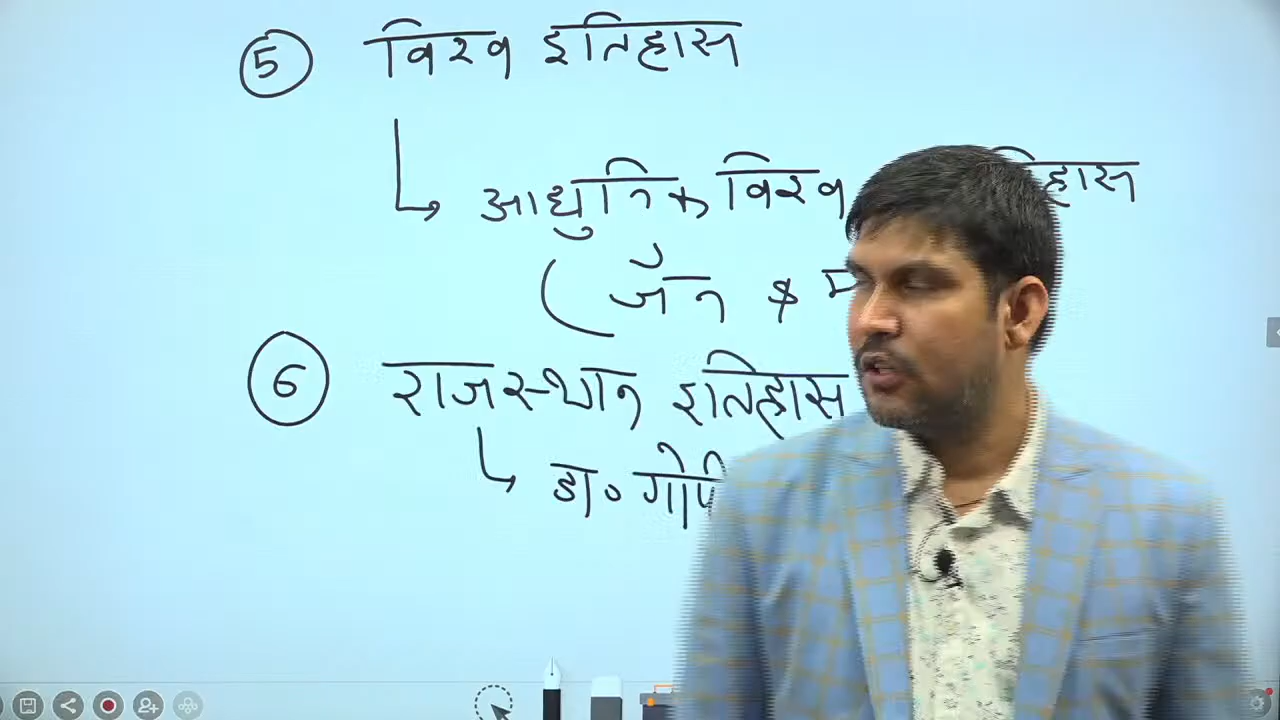 5 विश्व इतिहास
आधुनिक विश्व
(जॉन
6 राजस्थान इतिहास
डा०